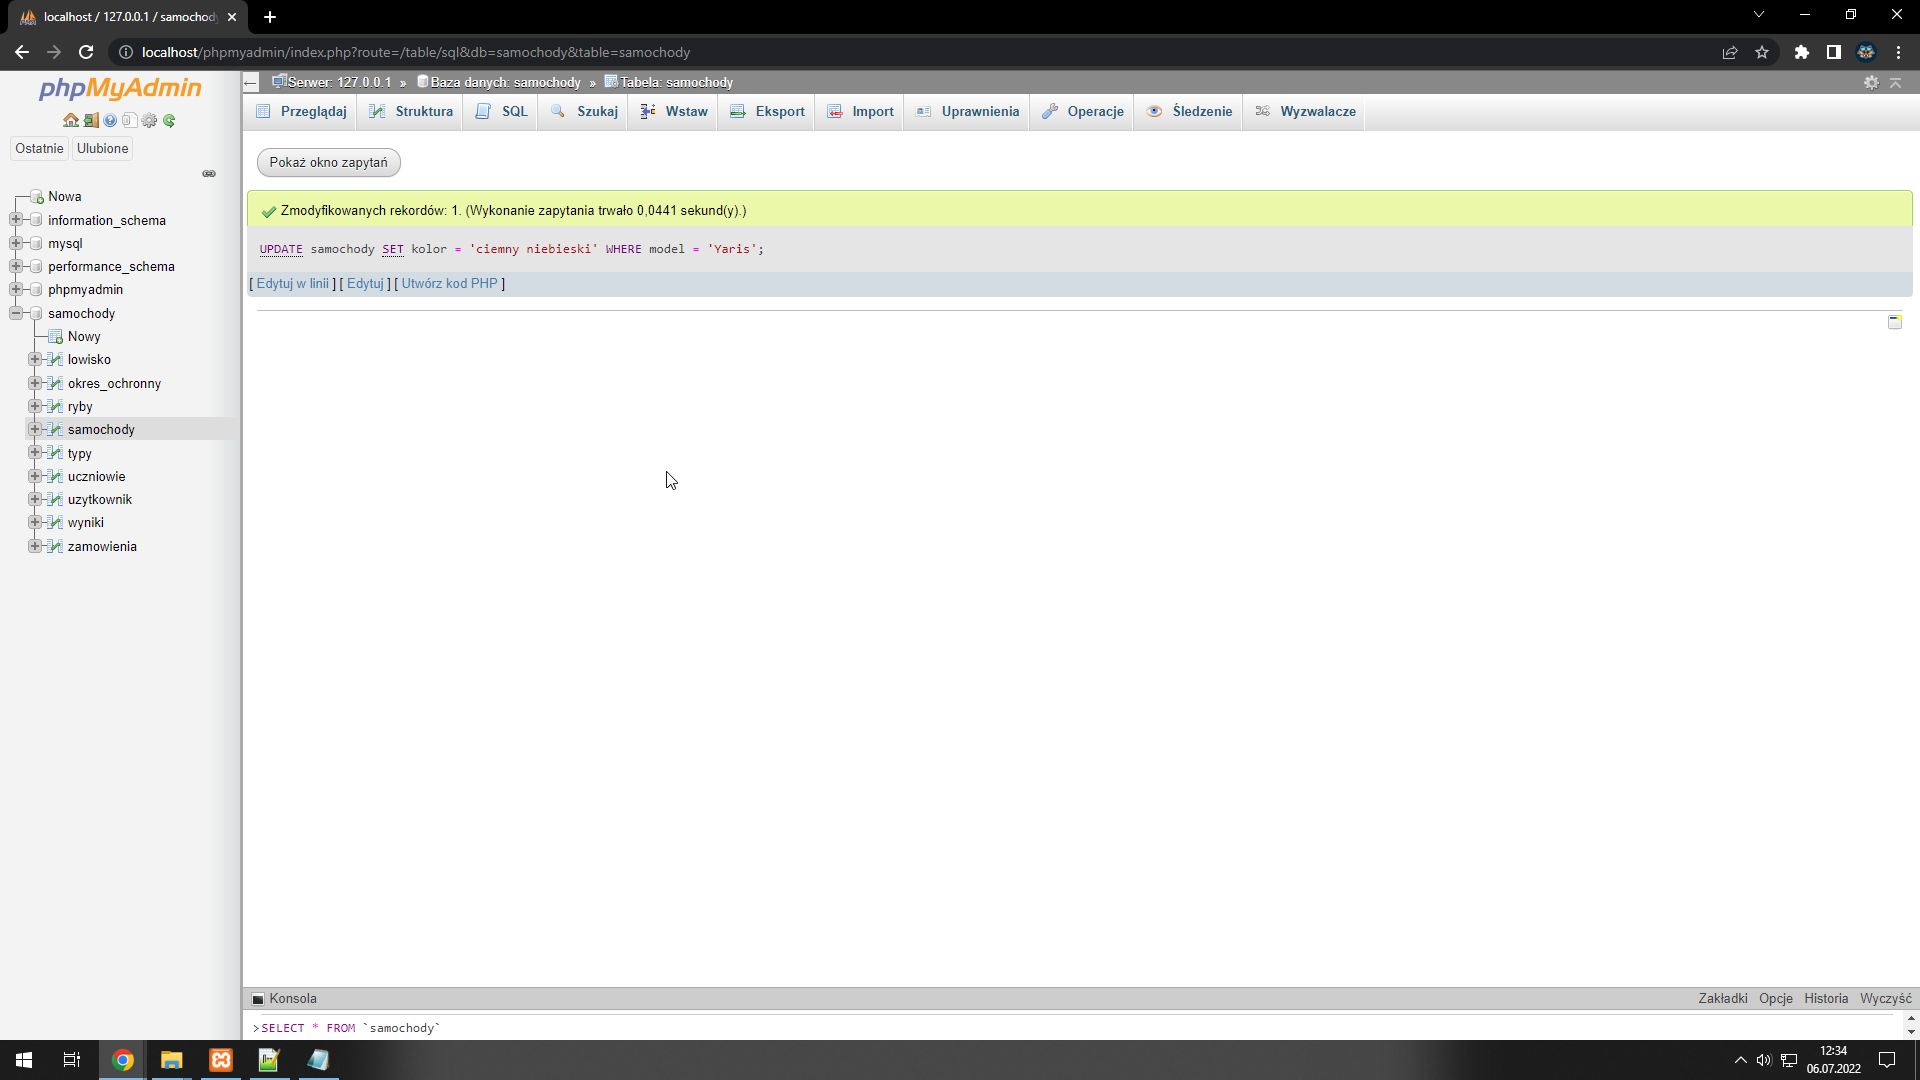 localhost / 127.0.0.1 / samochody
localhost/phpmyadmin/index.php?route=/table/sql&db=samochody&table=samochody
phpMyAdmin
Ostatnie Ulubione
Nowa
information_schema
mysql
performance_schema
phpmyadmin
samochody
Nowy
lowisko
okres_ochronny
ryby
samochody
typy
uczniowie
uzytkownik
wyniki
zamowienia
Serwer: 127.0.0.1 » Baza danych: samochody » Tabela: samochody
Przeglądaj Struktura SQL Szukaj Wstaw Eksport Import Uprawnienia Operacje Śledzenie Wyzwalacze
Pokaż okno zapytań
Zmodyfikowanych rekordów: 1. (Wykonanie zapytania trwało 0,0441 sekund(y).)
UPDATE samochody SET kolor = 'ciemny niebieski' WHERE model = 'Yaris';
[ Edytuj w linii ] [ Edytuj ] [ Utwórz kod PHP ]
Konsola Zakładki Opcje Historia Wyczyść
>SELECT * FROM `samochody`
12:34
06.07.2022